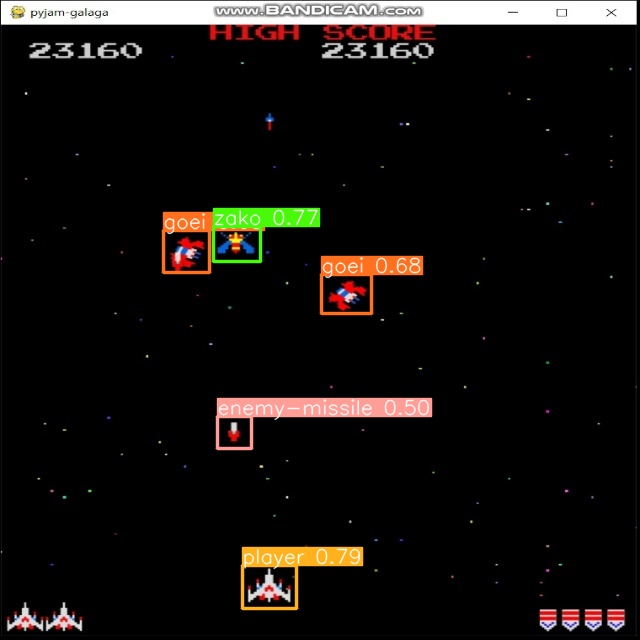 pyjam-galaga
www.BANDICAM.com
HIGH SCORE
23160 23160
goei zako 0.77
goei 0.68
enemy-missile 0.50
player 0.79